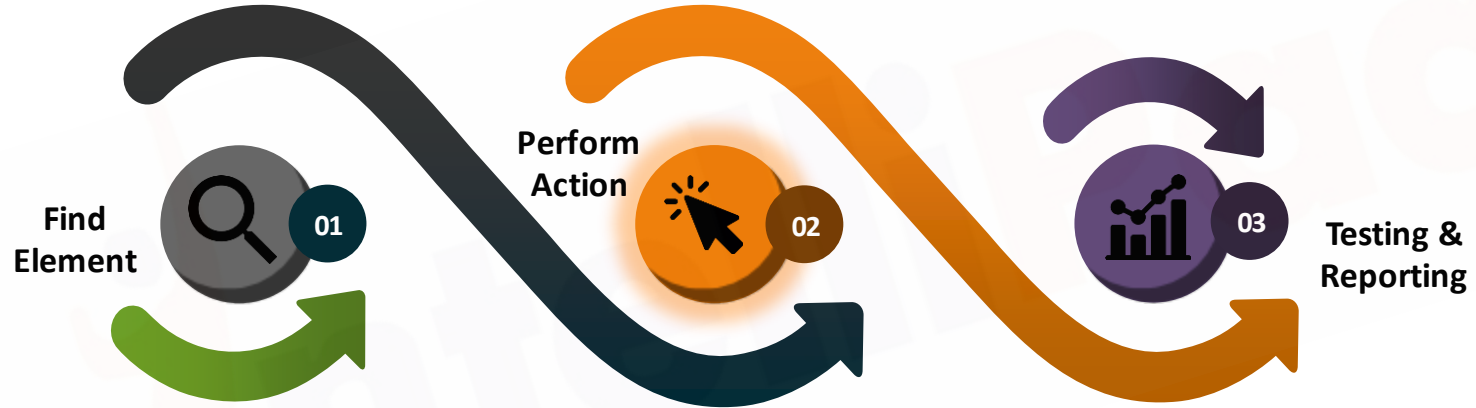 Find
Element
01
Perform
Action
02
03
Testing &
Reporting